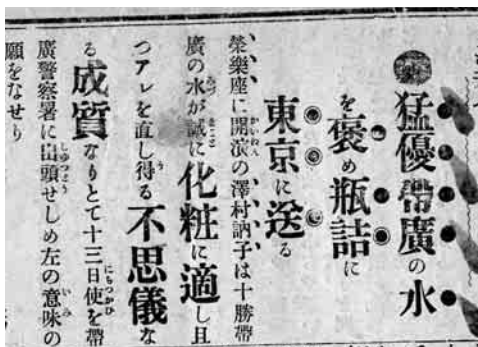 猛優帶廣の水
を褒め瓶詰に
東京に送る
榮樂座に開演の澤村訥子は十勝帶
廣の水が誠に化粧に適し且
つアレを直し得る不思儀な
る成質なりとて十三日使を帶
廣警察署に出頭せしめ左の意味の
願をなせり